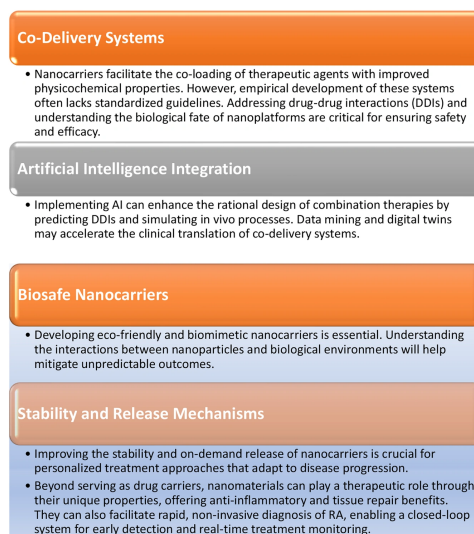 Co-Delivery Systems
• Nanocarriers facilitate the co-loading of therapeutic agents with improved
physicochemical properties. However, empirical development of these systems
often lacks standardized guidelines. Addressing drug-drug interactions (DDIs) and
understanding the biological fate of nanoplatforms are critical for ensuring safety
and efficacy.
Artificial Intelligence Integration
• Implementing AI can enhance the rational design of combination therapies by
predicting DDIs and simulating in vivo processes. Data mining and digital twins
may accelerate the clinical translation of co-delivery systems.
Biosafe Nanocarriers
• Developing eco-friendly and biomimetic nanocarriers is essential. Understanding
the interactions between nanoparticles and biological environments will help
mitigate unpredictable outcomes.
Stability and Release Mechanisms
• Improving the stability and on-demand release of nanocarriers is crucial for
personalized treatment approaches that adapt to disease progression.
• Beyond serving as drug carriers, nanomaterials can play a therapeutic role through
their unique properties, offering anti-inflammatory and tissue repair benefits.
They can also facilitate rapid, non-invasive diagnosis of RA, enabling a closed-loop
system for early detection and real-time treatment monitoring.